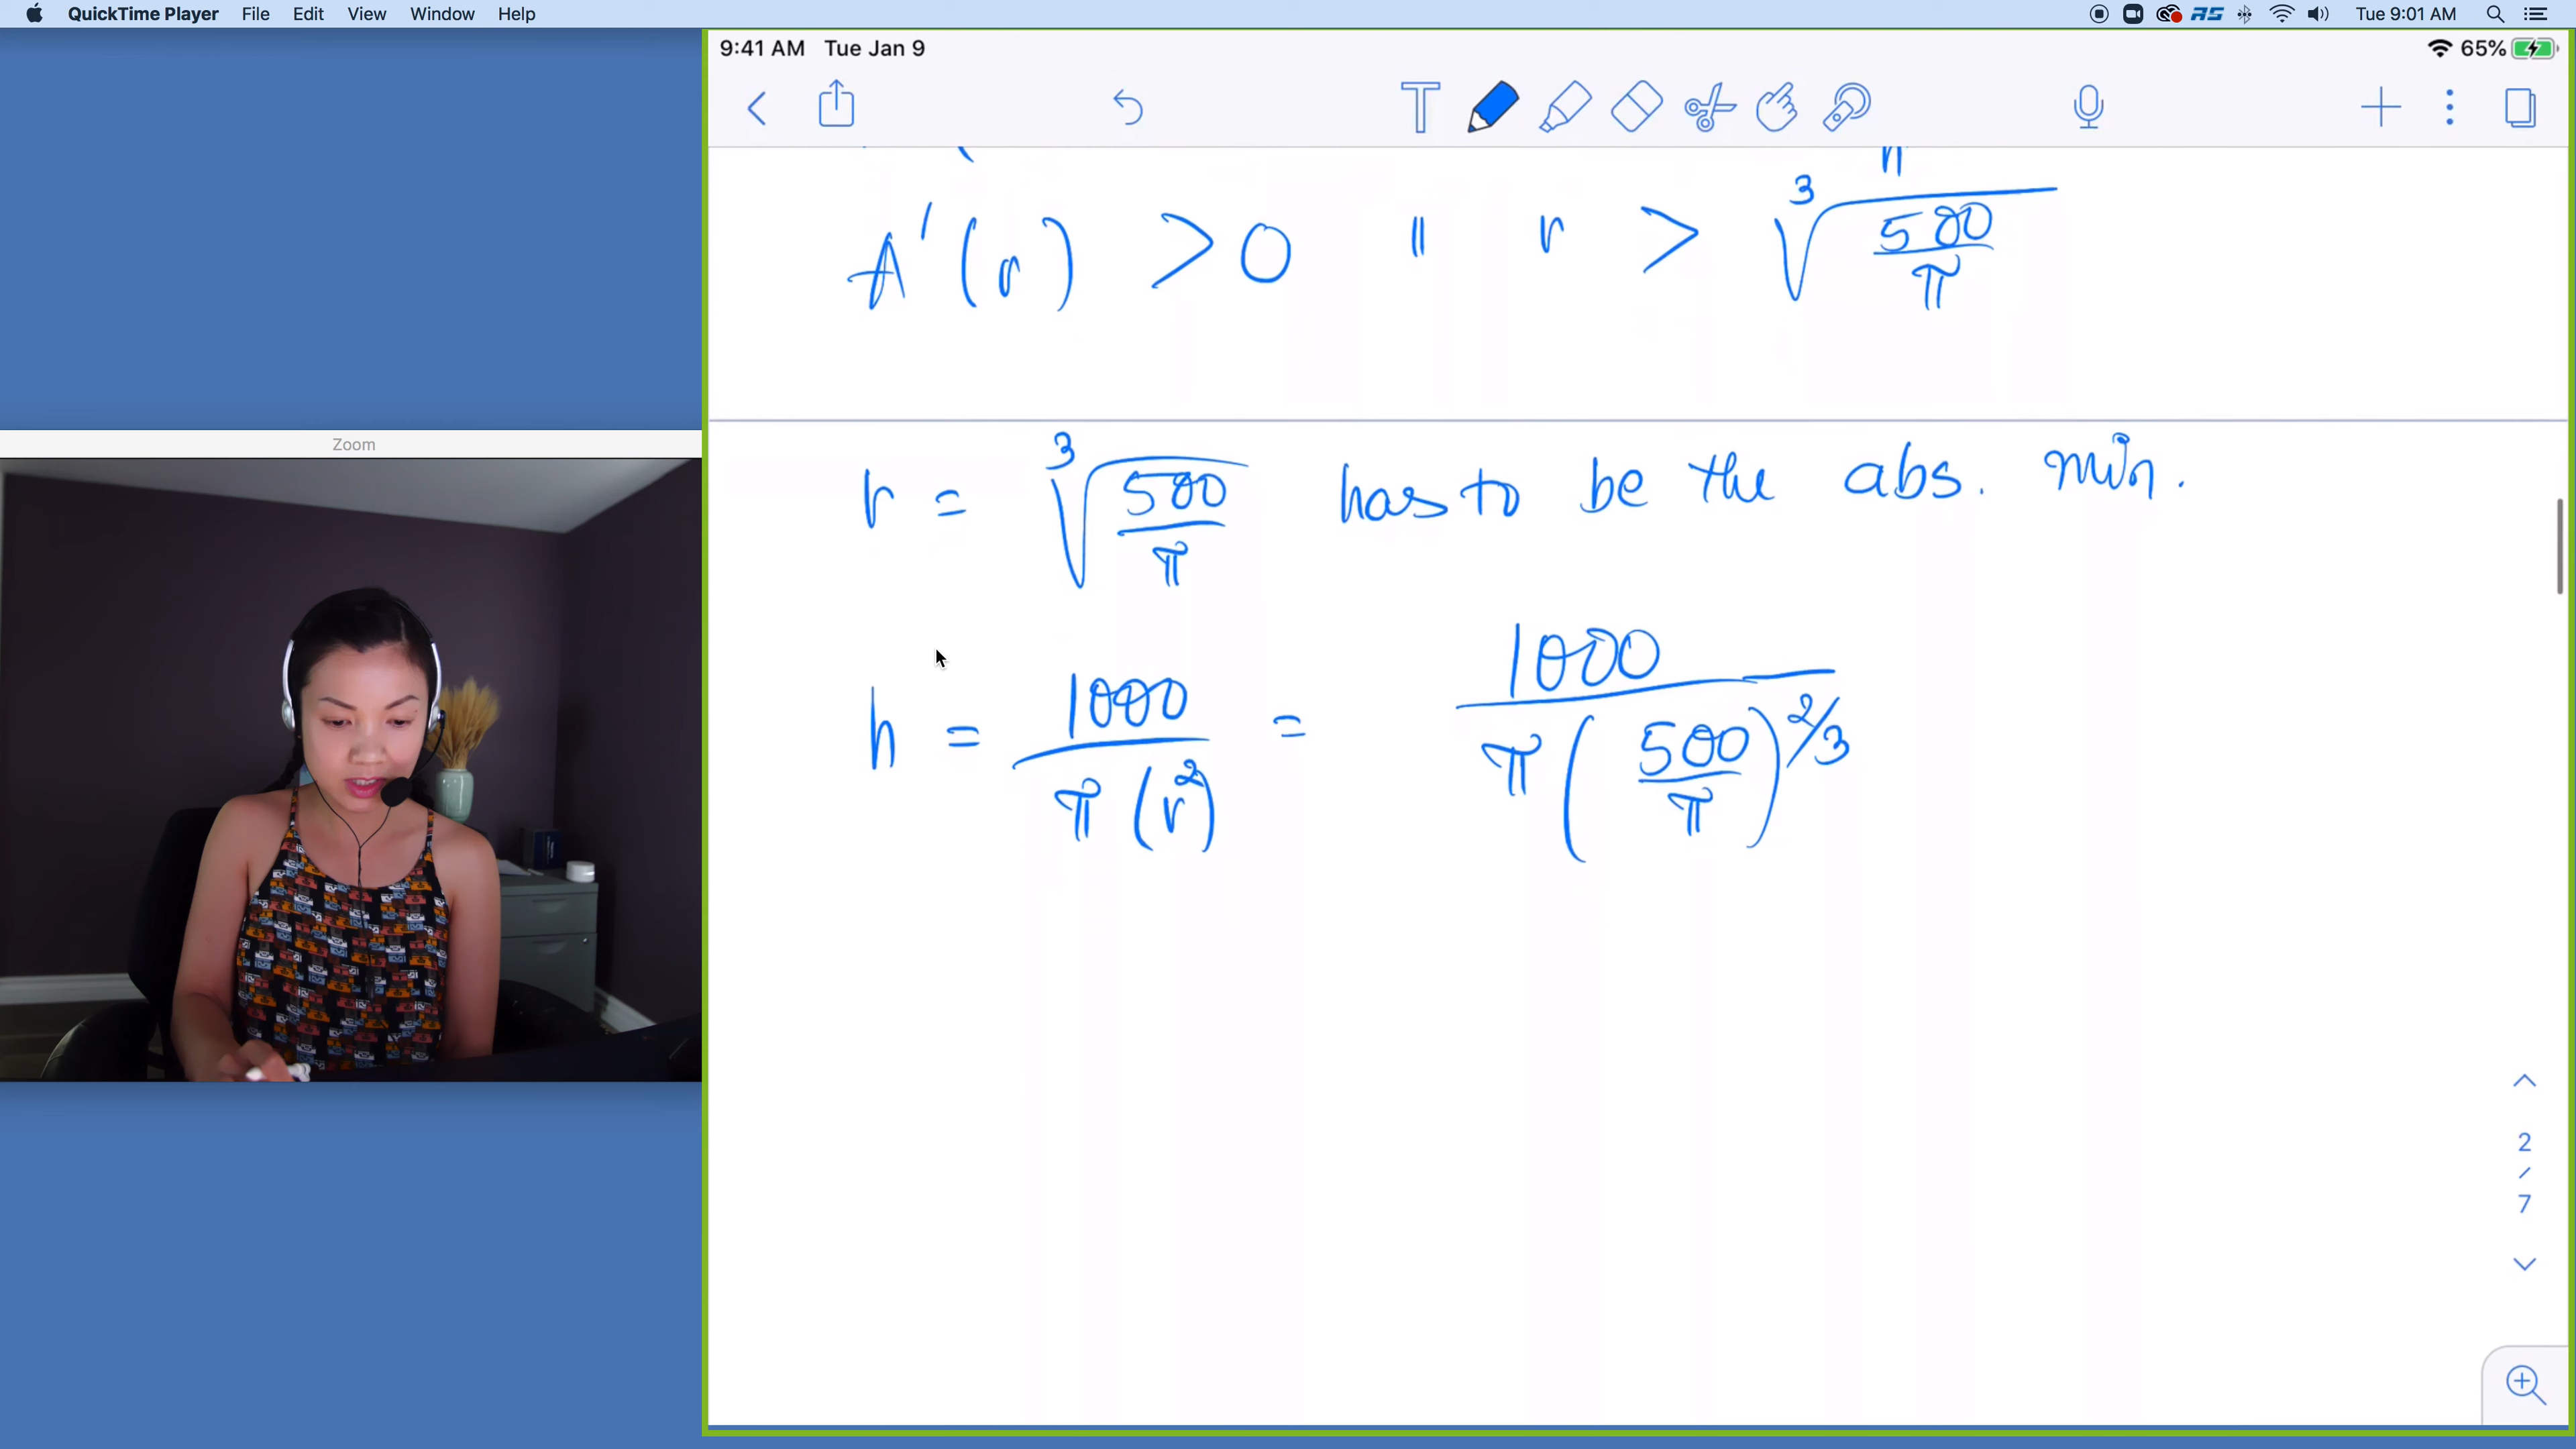 QuickTime Player File Edit View Window Help Tue 9:01 AM
9:41 AM Tue Jan 9 65%
T
A'(r) > 0 " r > ∛(500/π)
Zoom
r = ∛(500/π) has to be the abs. min.
h = 1000/(π(r²)) = 1000/(π(500/π)^(2/3))
2
/
7